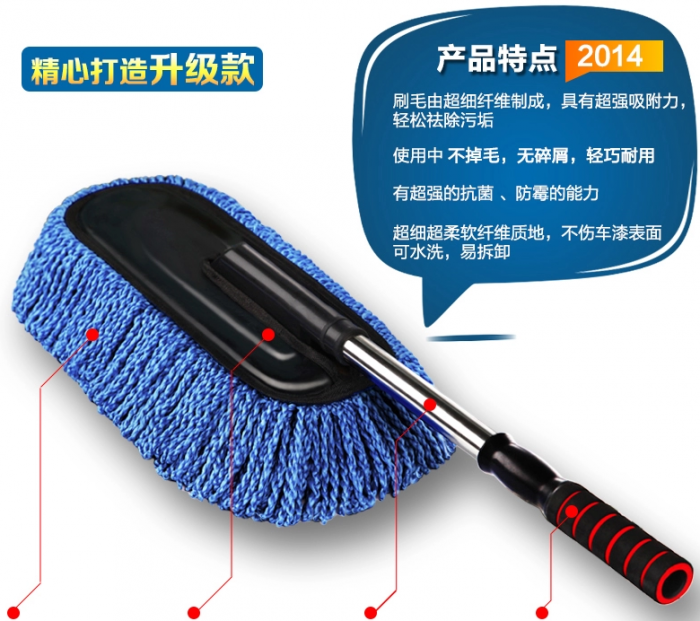 精心打造升级款
产品特点 2014
刷毛由超细纤维制成，具有超强吸附力，
轻松祛除污垢
使用中 不掉毛，无碎屑，轻巧耐用
有超强的抗菌 、防霉的能力
超细超柔软纤维质地，不伤车漆表面
可水洗，易拆卸